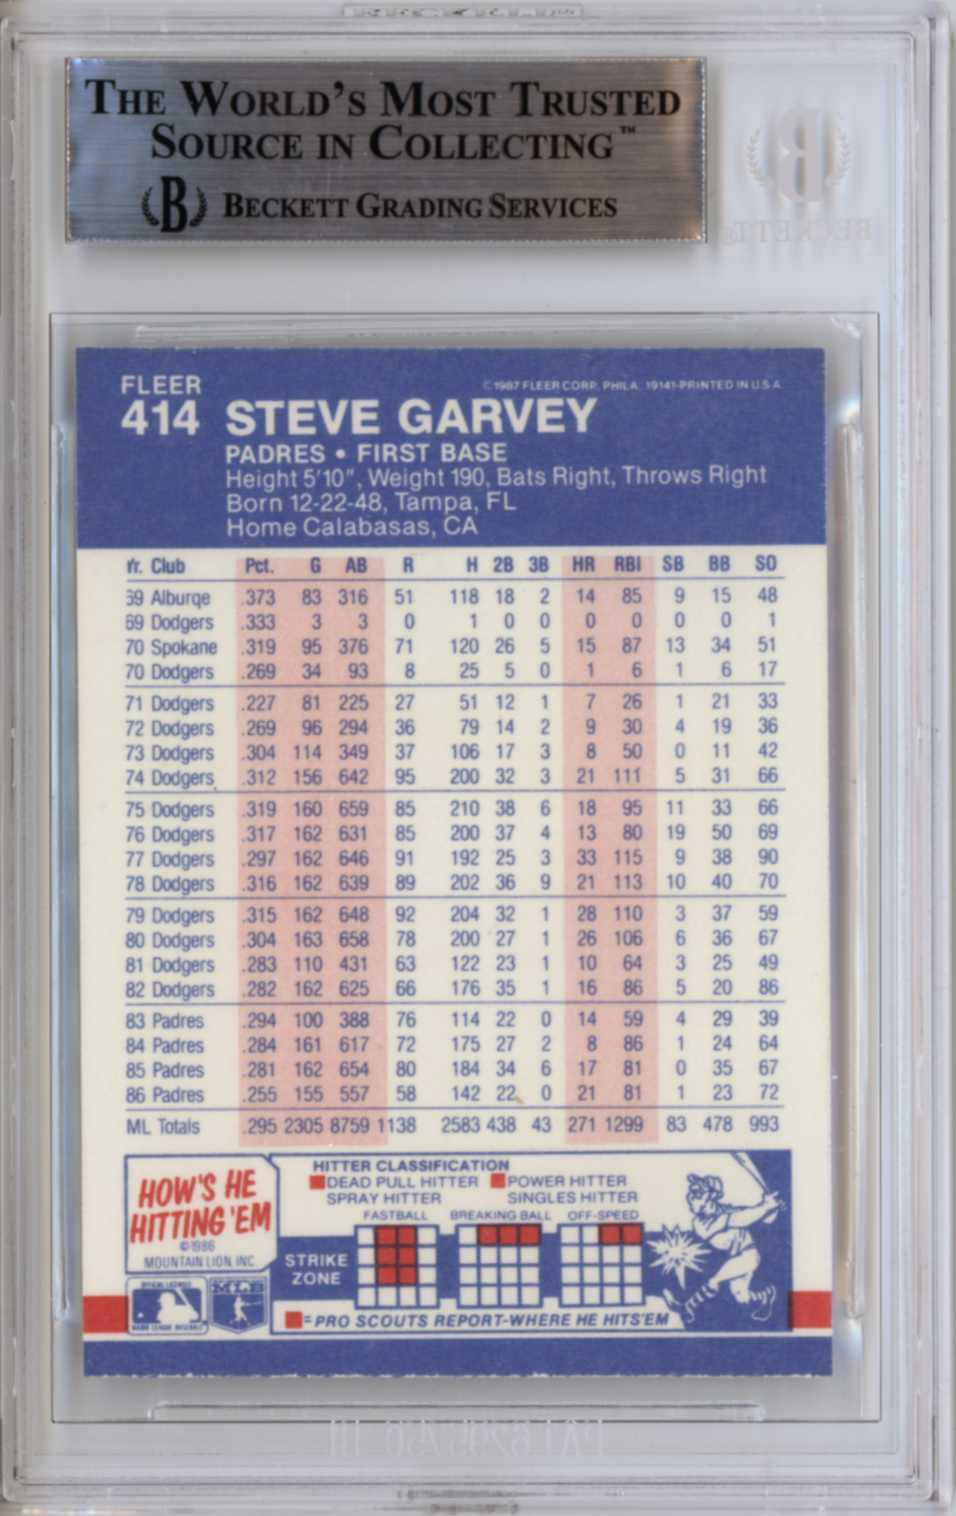 THE WORLD'S MOST TRUSTED
SOURCE IN COLLECTING™
B BECKETT GRADING SERVICES
B
BECKETT
FLEER
©1987 FLEER CORP. PHILA. 19141-PRINTED IN U.S.A.
414 STEVE GARVEY
PADRES • FIRST BASE
Height 5'10", Weight 190, Bats Right, Throws Right
Born 12-22-48, Tampa, FL
Home Calabasas, CA
Yr. Club Pct. G AB R H 2B 3B HR RBI SB BB SO
69 Alburqe .373 83 316 51 118 18 2 14 85 9 15 48
69 Dodgers .333 3 3 0 1 0 0 0 0 0 0 1
70 Spokane .319 95 376 71 120 26 5 15 87 13 34 51
70 Dodgers .269 34 93 8 25 5 0 1 6 1 6 17
71 Dodgers .227 81 225 27 51 12 1 7 26 1 21 33
72 Dodgers .269 96 294 36 79 14 2 9 30 4 19 36
73 Dodgers .304 114 349 37 106 17 3 8 50 0 11 42
74 Dodgers .312 156 642 95 200 32 3 21 111 5 31 66
75 Dodgers .319 160 659 85 210 38 6 18 95 11 33 66
76 Dodgers .317 162 631 85 200 37 4 13 80 19 50 69
77 Dodgers .297 162 646 91 192 25 3 33 115 9 38 90
78 Dodgers .316 162 639 89 202 36 9 21 113 10 40 70
79 Dodgers .315 162 648 92 204 32 1 28 110 3 37 59
80 Dodgers .304 163 658 78 200 27 1 26 106 6 36 67
81 Dodgers .283 110 431 63 122 23 1 10 64 3 25 49
82 Dodgers .282 162 625 66 176 35 1 16 86 5 20 86
83 Padres .294 100 388 76 114 22 0 14 59 4 29 39
84 Padres .284 161 617 72 175 27 2 8 86 1 24 64
85 Padres .281 162 654 80 184 34 6 17 81 0 35 67
86 Padres .255 155 557 58 142 22 0 21 81 1 23 72
ML Totals .295 2305 8759 1138 2583 438 43 271 1299 83 478 993
HOW'S HE
HITTING 'EM
©1986
MOUNTAIN LION, INC.
HITTER CLASSIFICATION
DEAD PULL HITTER POWER HITTER
SPRAY HITTER SINGLES HITTER
FASTBALL BREAKING BALL OFF-SPEED
STRIKE
ZONE
= PRO SCOUTS REPORT-WHERE HE HITS 'EM
OFFICIAL LICENSEE
MAJOR LEAGUE BASEBALL